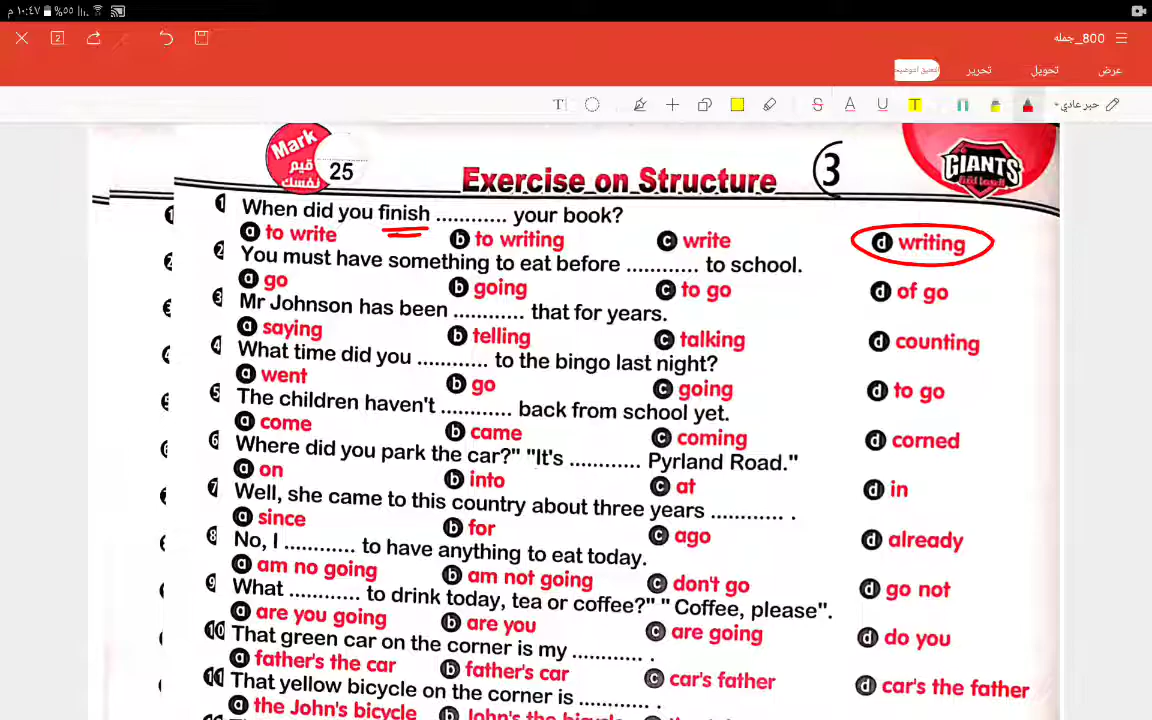 ١٠:٤٧ م ٥٥%
800_جمله
عرض
تحويل
تحرير
حبر عادي
Mark
قيم
نفسك
25
Exercise on Structure
3
GIANTS
1 When did you finish ............ your book?
a to write b to writing c write d writing
2 You must have something to eat before ............ to school.
a go b going c to go d of go
3 Mr Johnson has been ............ that for years.
a saying b telling c talking d counting
4 What time did you ............ to the bingo last night?
a went b go c going d to go
5 The children haven't ............ back from school yet.
a come b came c coming d corned
6 Where did you park the car?" "It's ............ Pyrland Road."
a on b into c at d in
7 Well, she came to this country about three years ............ .
a since b for c ago d already
8 No, I ............ to have anything to eat today.
a am no going b am not going c don't go d go not
9 What ............ to drink today, tea or coffee?" " Coffee, please".
a are you going b are you c are going d do you
10 That green car on the corner is my ............ .
a father's the car b father's car c car's father d car's the father
11 That yellow bicycle on the corner is ............ .
a the John's bicycle b John's the bicycle